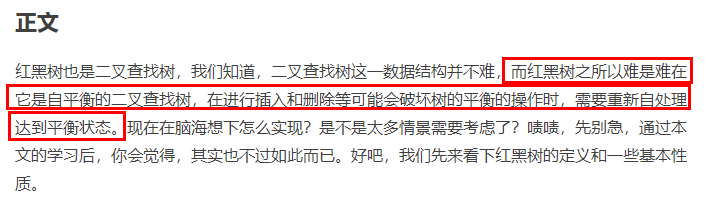 正文
红黑树也是二叉查找树，我们知道，二叉查找树这一数据结构并不难，而红黑树之所以难是难在
它是自平衡的二叉查找树，在进行插入和删除等可能会破坏树的平衡的操作时，需要重新自处理
达到平衡状态。现在在脑海想下怎么实现？是不是太多情景需要考虑了？啧啧，先别急，通过本
文的学习后，你会觉得，其实也不过如此而已。好吧，我们先来看下红黑树的定义和一些基本性
质。